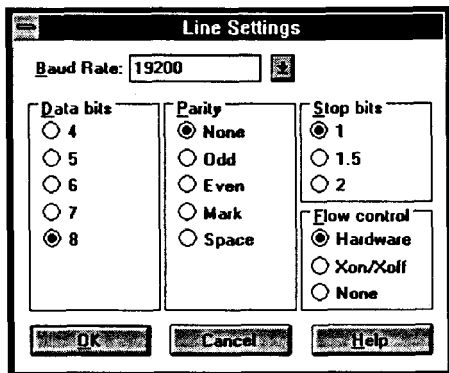 Line Settings
Baud Rate: 19200
Data bits
4
5
6
7
8
Parity
None
Odd
Even
Mark
Space
Stop bits
1
1.5
2
Flow control
Hardware
Xon/Xoff
None
OK
Cancel
Help